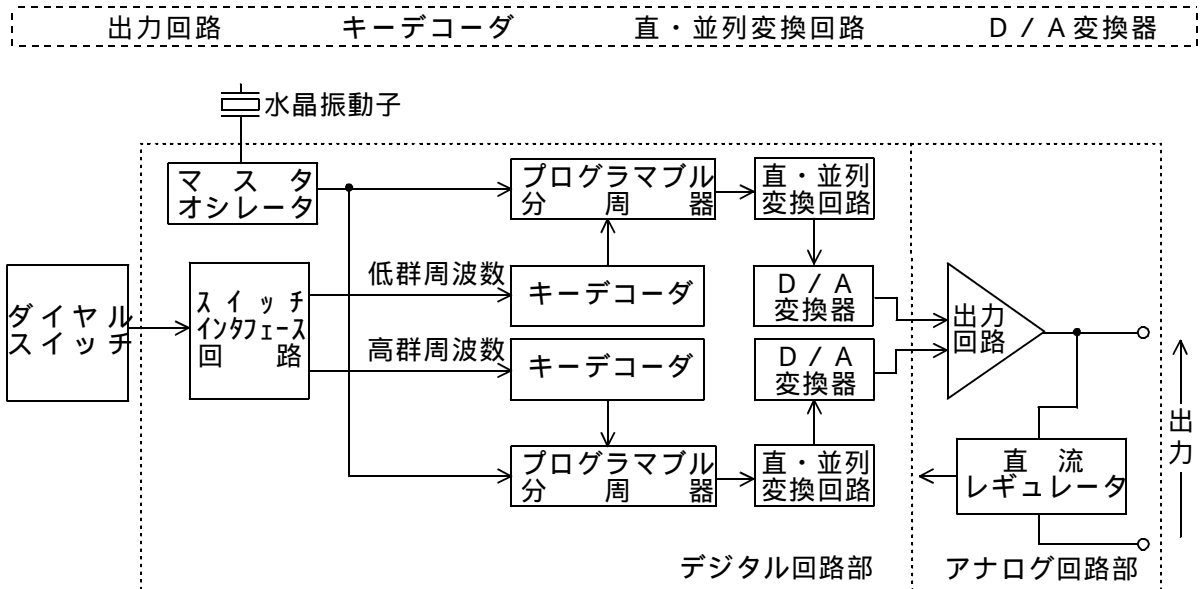 出力回路 キーデコーダ 直・並列変換回路 D/A変換器
水晶振動子
マスタ
オシレータ
プログラマブル
分周器
直・並列
変換回路
ダイヤル
スイッチ
スイッチ
インタフェース
回路
低群周波数
キーデコーダ
D/A
変換器
出力
回路
高群周波数
キーデコーダ
D/A
変換器
プログラマブル
分周器
直・並列
変換回路
直流
レギュレータ
出力
デジタル回路部
アナログ回路部